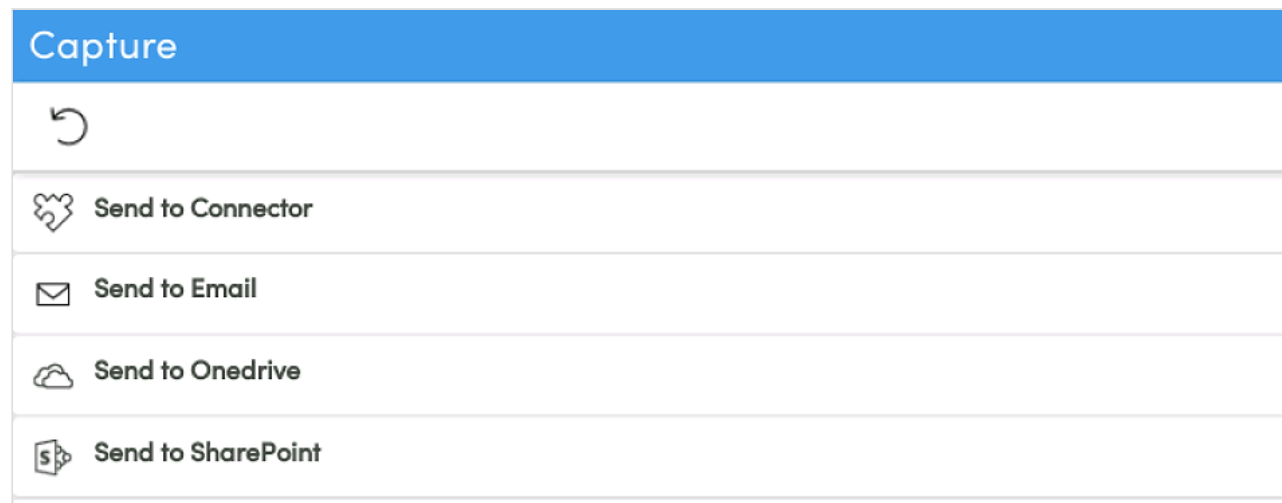 Capture
Send to Connector
Send to Email
Send to Onedrive
S
Send to SharePoint